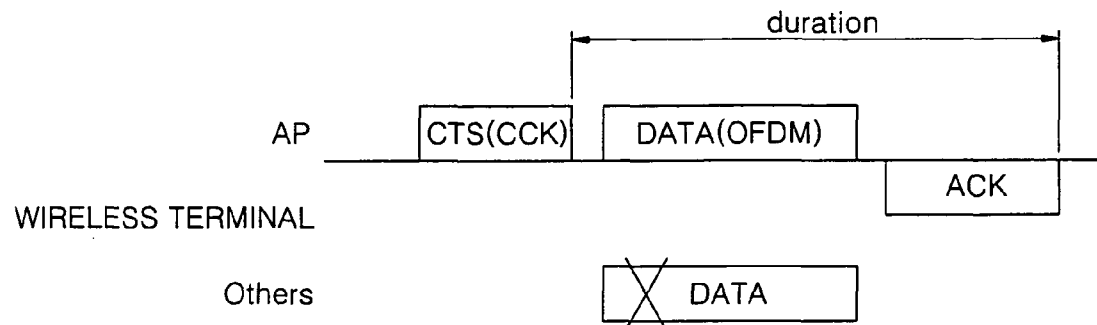 duration
AP CTS(CCK) DATA(OFDM)
ACK
WIRELESS TERMINAL
Others DATA